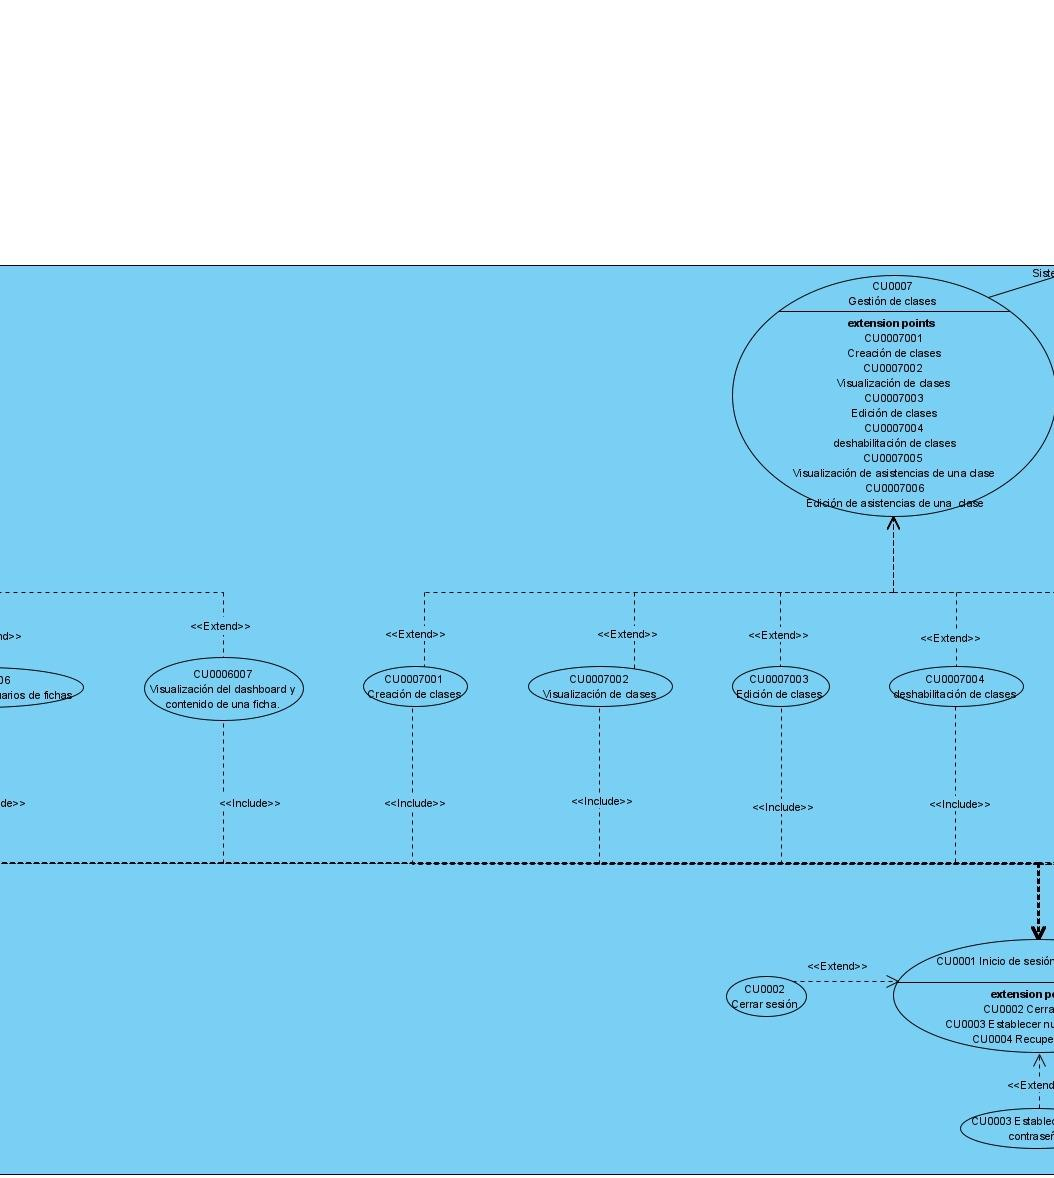 Siste
CU0007
Gestión de clases
extension points
CU0007001
Creación de clases
CU0007002
Visualización de clases
CU0007003
Edición de clases
CU0007004
deshabilitación de clases
CU0007005
Visualización de asistencias de una clase
CU0007006
Edición de asistencias de una clase
nd>>
<<Extend>>
<<Extend>>
<<Extend>>
<<Extend>>
<<Extend>>
06
uarios de fichas
CU0006007
Visualización del dashboard y
contenido de una ficha.
CU0007001
Creación de clases
CU0007002
Visualización de clases
CU0007003
Edición de clases
CU0007004
deshabilitación de clases
de>>
<<Include>>
<<Include>>
<<Include>>
<<Include>>
<<Include>>
<<Extend>>
CU0002
Cerrar sesión
CU0001 Inicio de sesión
extension po
CU0002 Cerra
CU0003 Establecer nu
CU0004 Recupe
<<Extend
CU0003 Establec
contraseñ